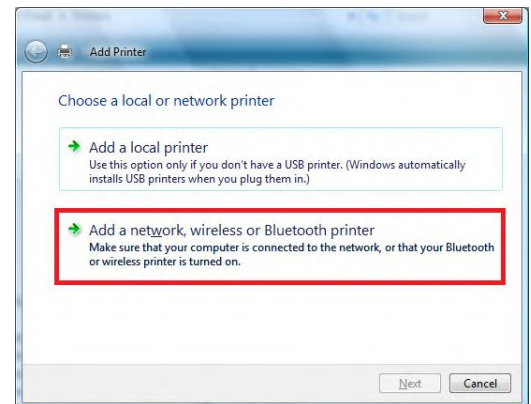 Add Printer
Choose a local or network printer
Add a local printer
Use this option only if you don't have a USB printer. (Windows automatically
installs USB printers when you plug them in.)
Add a network, wireless or Bluetooth printer
Make sure that your computer is connected to the network, or that your Bluetooth
or wireless printer is turned on.
Next
Cancel